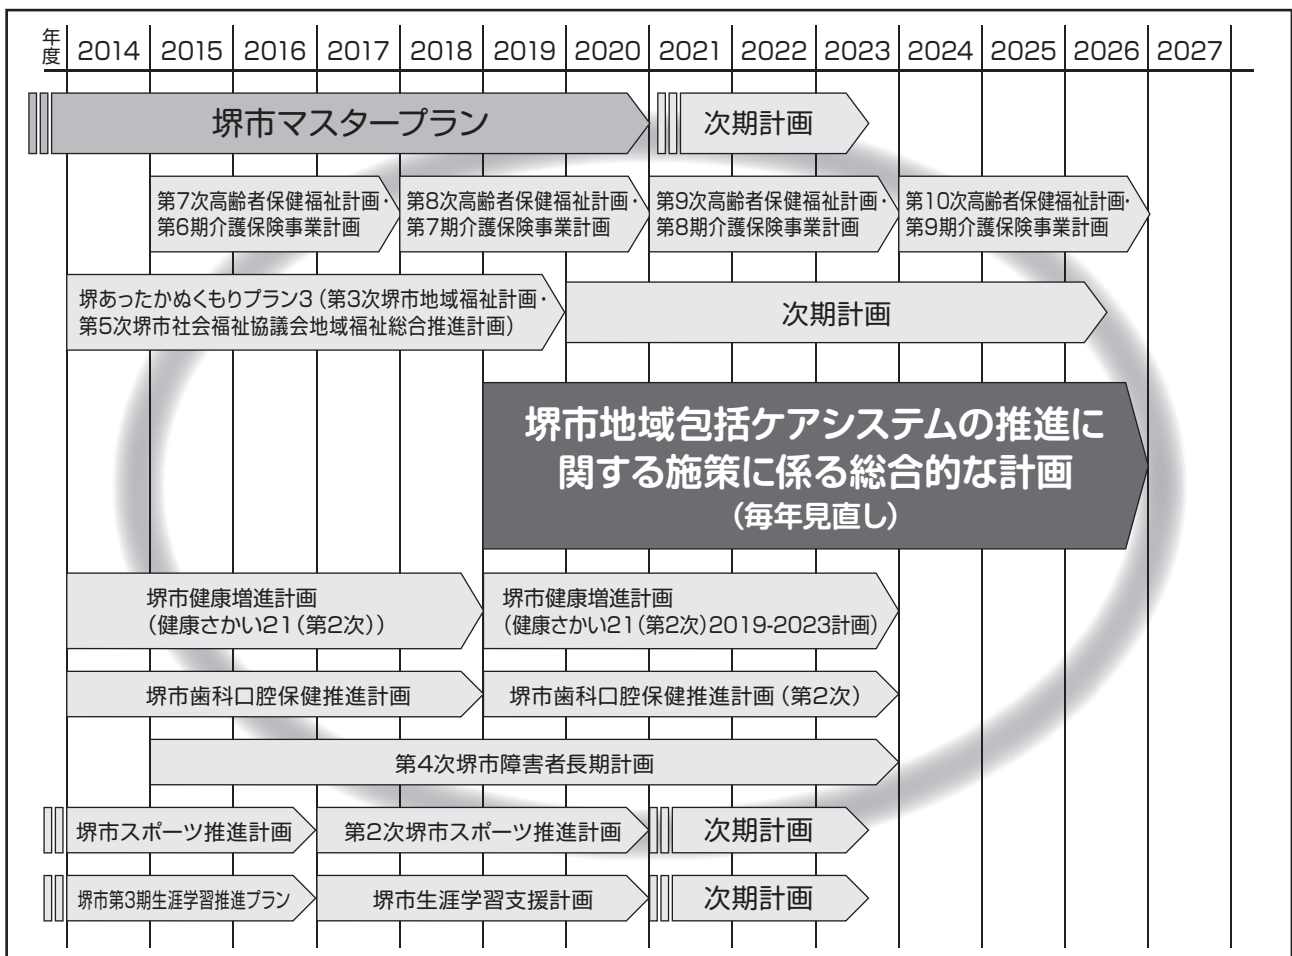 年度 2014 2015 2016 2017 2018 2019 2020 2021 2022 2023 2024 2025 2026 2027
堺市マスタープラン 次期計画
第7次高齢者保健福祉計画・
第6期介護保険事業計画
第8次高齢者保健福祉計画・
第7期介護保険事業計画
第9次高齢者保健福祉計画・
第8期介護保険事業計画
第10次高齢者保健福祉計画・
第9期介護保険事業計画
堺あったかぬくもりプラン3（第3次堺市地域福祉計画・
第5次堺市社会福祉協議会地域福祉総合推進計画）
次期計画
堺市地域包括ケアシステムの推進に
関する施策に係る総合的な計画
（毎年見直し）
堺市健康増進計画
（健康さかい21（第2次））
堺市健康増進計画
（健康さかい21（第2次）2019-2023計画）
堺市歯科口腔保健推進計画 堺市歯科口腔保健推進計画（第2次）
第4次堺市障害者長期計画
堺市スポーツ推進計画 第2次堺市スポーツ推進計画 次期計画
堺市第3期生涯学習推進プラン 堺市生涯学習支援計画 次期計画